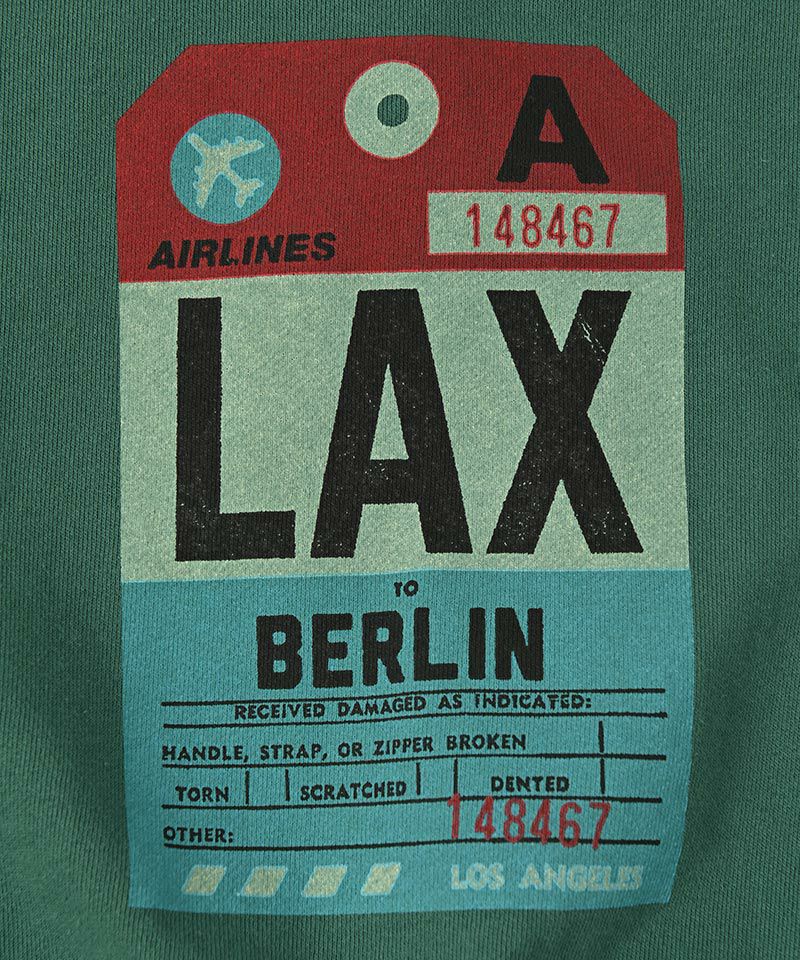 A
148467
AIRLINES
LAX
TO
BERLIN
RECEIVED DAMAGED AS INDICATED:
HANDLE, STRAP, OR ZIPPER BROKEN
TORN SCRATCHED DENTED
148467
OTHER:
LOS ANGELES